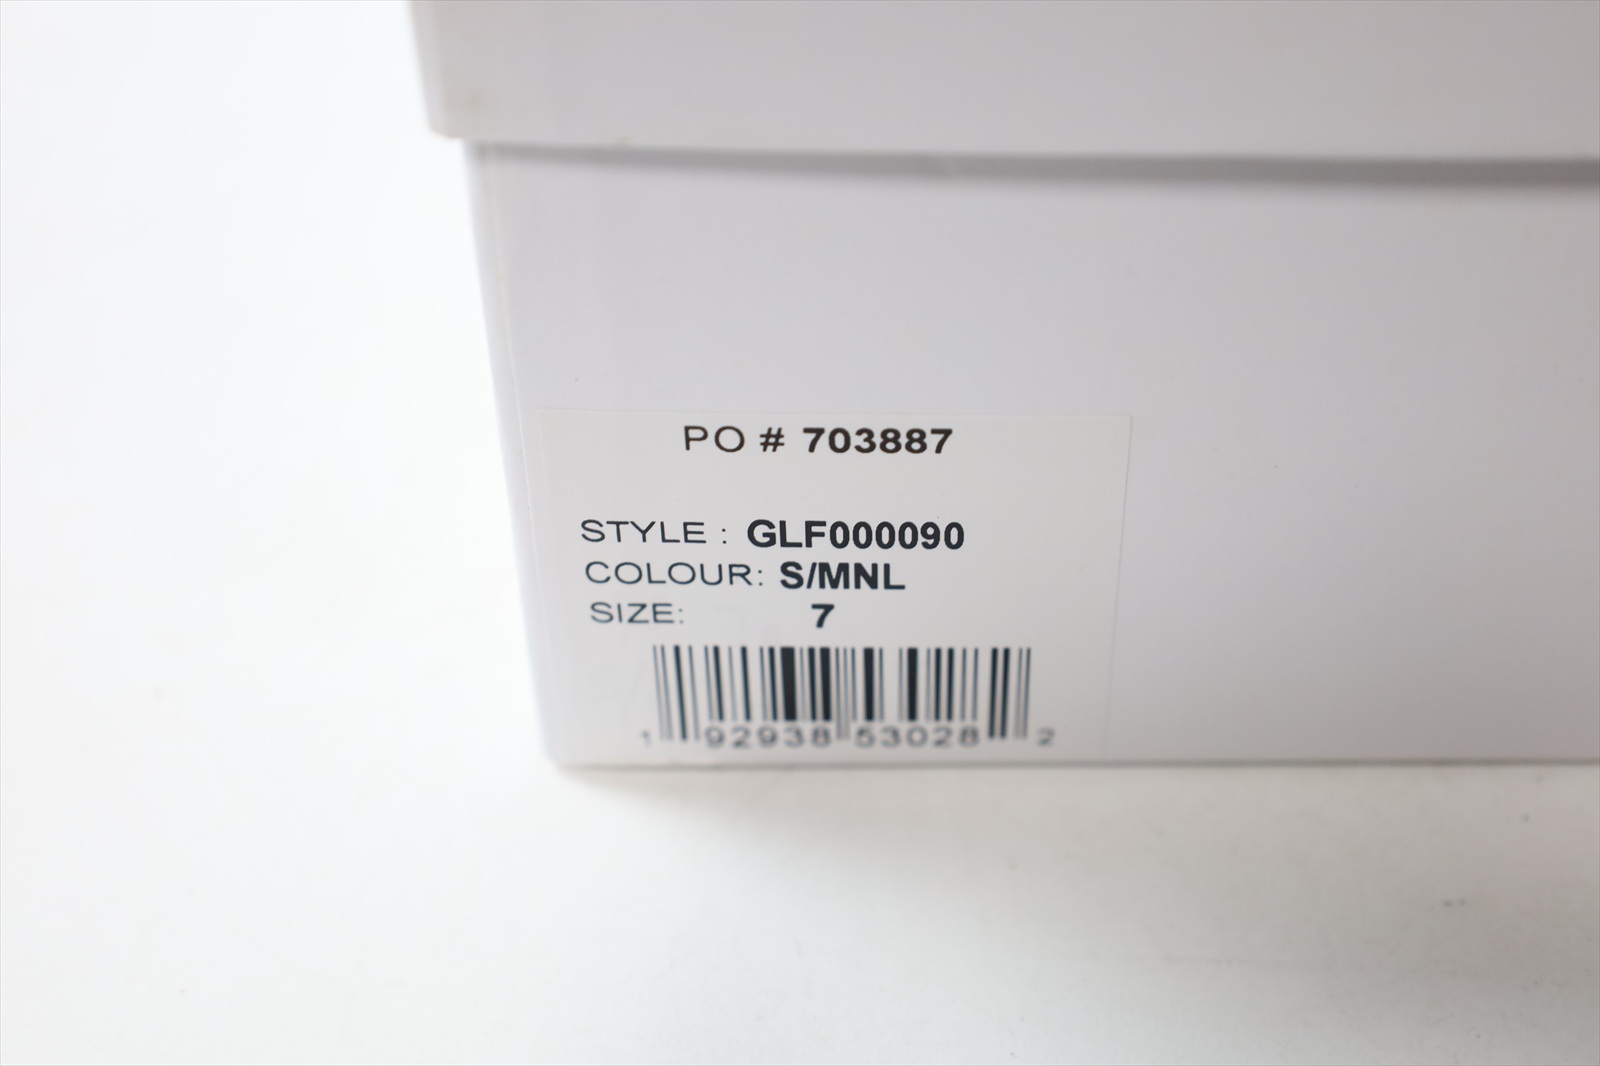 PO # 703887
STYLE : GLF000090
COLOUR: S/MNL
SIZE: 7
1 92938 53028 2